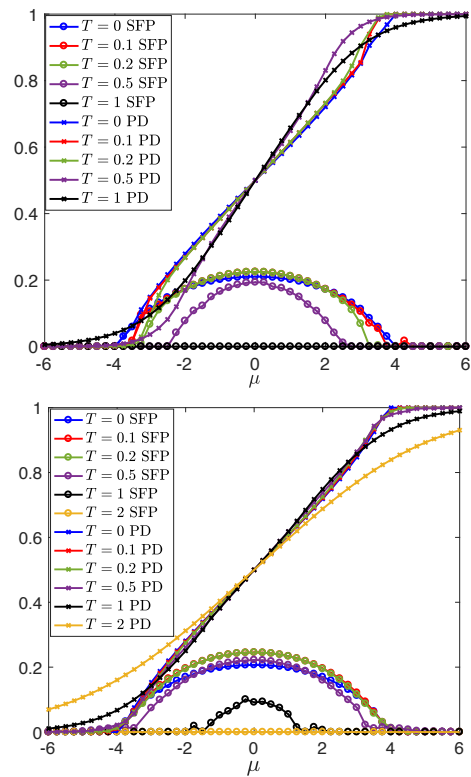 1
0.8
0.6
0.4
0.2
0
T = 0 SFP
T = 0.1 SFP
T = 0.2 SFP
T = 0.5 SFP
T = 1 SFP
T = 0 PD
T = 0.1 PD
T = 0.2 PD
T = 0.5 PD
T = 1 PD
-6 -4 -2 0 2 4 6
μ
1
0.8
0.6
0.4
0.2
0
T = 0 SFP
T = 0.1 SFP
T = 0.2 SFP
T = 0.5 SFP
T = 1 SFP
T = 2 SFP
T = 0 PD
T = 0.1 PD
T = 0.2 PD
T = 0.5 PD
T = 1 PD
T = 2 PD
-6 -4 -2 0 2 4 6
μ